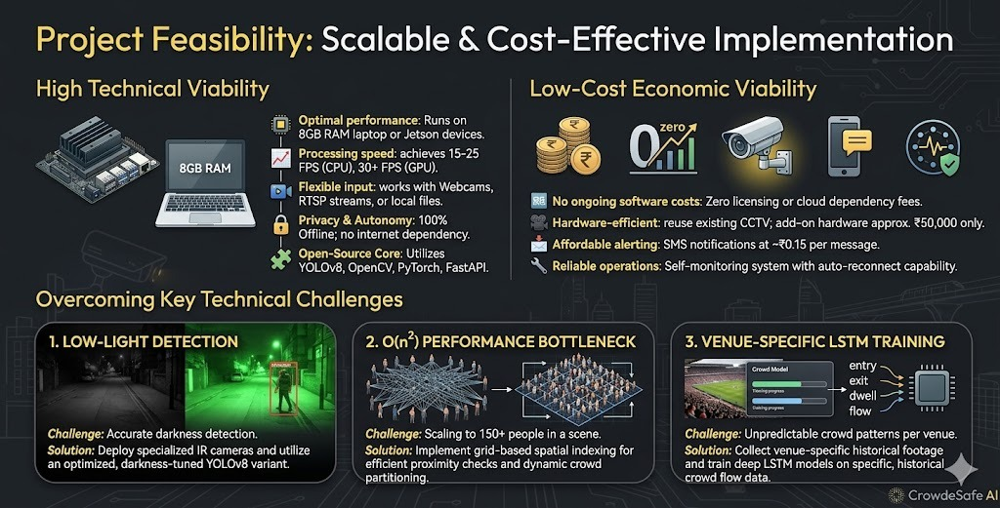 Project Feasibility: Scalable & Cost-Effective Implementation
High Technical Viability
8GB RAM
Optimal performance: Runs on
8GB RAM laptop or Jetson devices.
Processing speed: achieves 15-25
FPS (CPU), 30+ FPS (GPU).
Flexible input: works with Webcams,
RTSP streams, or local files.
Privacy & Autonomy: 100%
Offline; no internet dependency.
Open-Source Core: Utilizes
YOLOv8, OpenCV, PyTorch, FastAPI.
Low-Cost Economic Viability
₹
₹
0 zero
No ongoing software costs: Zero licensing or cloud dependency fees.
Hardware-efficient: reuse existing CCTV; add-on hardware approx. ₹50,000 only.
Affordable alerting: SMS notifications at ~₹0.15 per message.
Reliable operations: Self-monitoring system with auto-reconnect capability.
Overcoming Key Technical Challenges
1. LOW-LIGHT DETECTION
Challenge: Accurate darkness detection.
Solution: Deploy specialized IR cameras and utilize
an optimized, darkness-tuned YOLOv8 variant.
2. O(n²) PERFORMANCE BOTTLENECK
Challenge: Scaling to 150+ people in a scene.
Solution: Implement grid-based spatial indexing for
efficient proximity checks and dynamic crowd
partitioning.
3. VENUE-SPECIFIC LSTM TRAINING
Crowd Model
entry
exit
dwell
flow
Challenge: Unpredictable crowd patterns per venue.
Solution: Collect venue-specific historical footage
and train deep LSTM models on specific, historical
crowd flow data.
CrowdeSafe AI